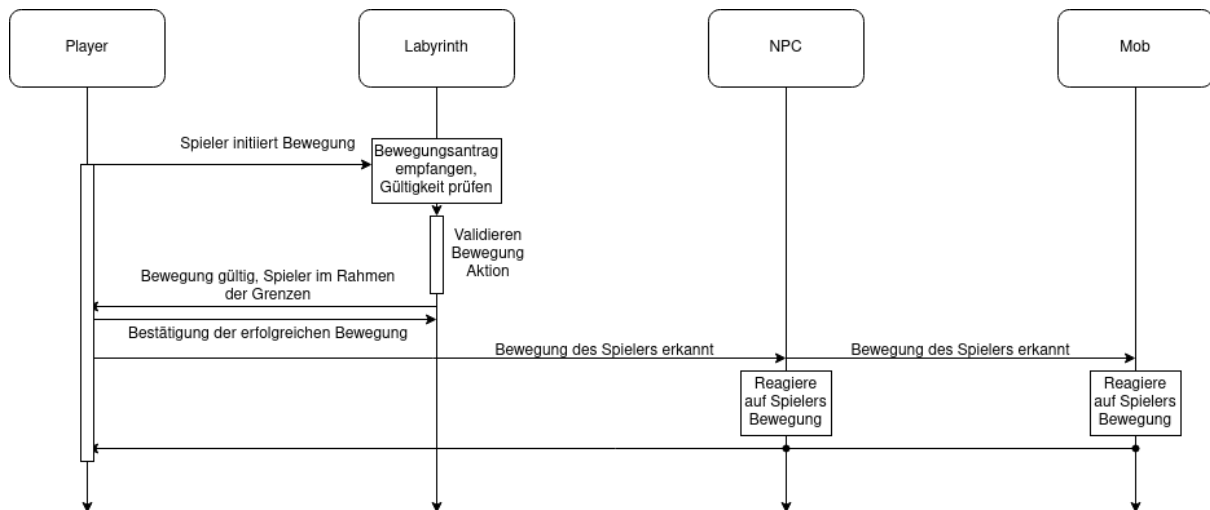 Player
Labyrinth
NPC
Mob
Spieler initiiert Bewegung
Bewegungsantrag
empfangen,
Gültigkeit prüfen
Validieren
Bewegung
Aktion
Bewegung gültig, Spieler im Rahmen
der Grenzen
Bestätigung der erfolgreichen Bewegung
Bewegung des Spielers erkannt
Bewegung des Spielers erkannt
Reagiere
auf Spielers
Bewegung
Reagiere
auf Spielers
Bewegung